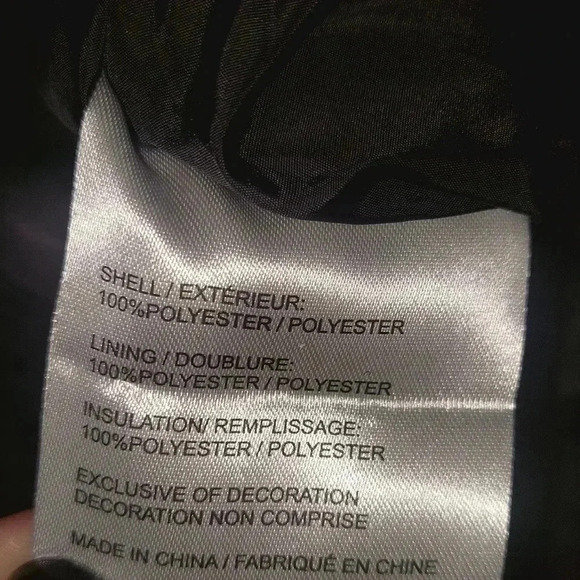 SHELL / EXTÉRIEUR:
100%POLYESTER / POLYESTER
LINING / DOUBLURE:
100%POLYESTER / POLYESTER
INSULATION/ REMPLISSAGE:
100%POLYESTER / POLYESTER
EXCLUSIVE OF DECORATION
DECORATION NON COMPRISE
MADE IN CHINA / FABRIQUÉ EN CHINE